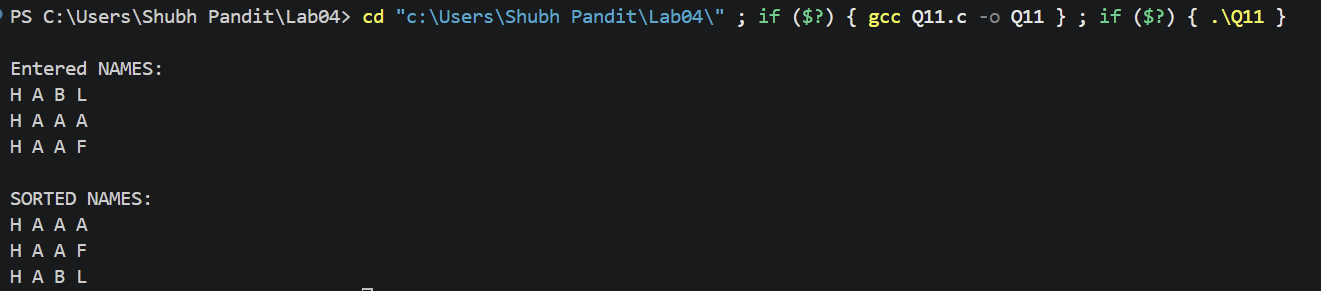 PS C:\Users\Shubh Pandit\Lab04> cd "c:\Users\Shubh Pandit\Lab04\" ; if ($?) { gcc Q11.c -o Q11 } ; if ($?) { .\Q11 }
Entered NAMES:
H A B L
H A A A
H A A F
SORTED NAMES:
H A A A
H A A F
H A B L